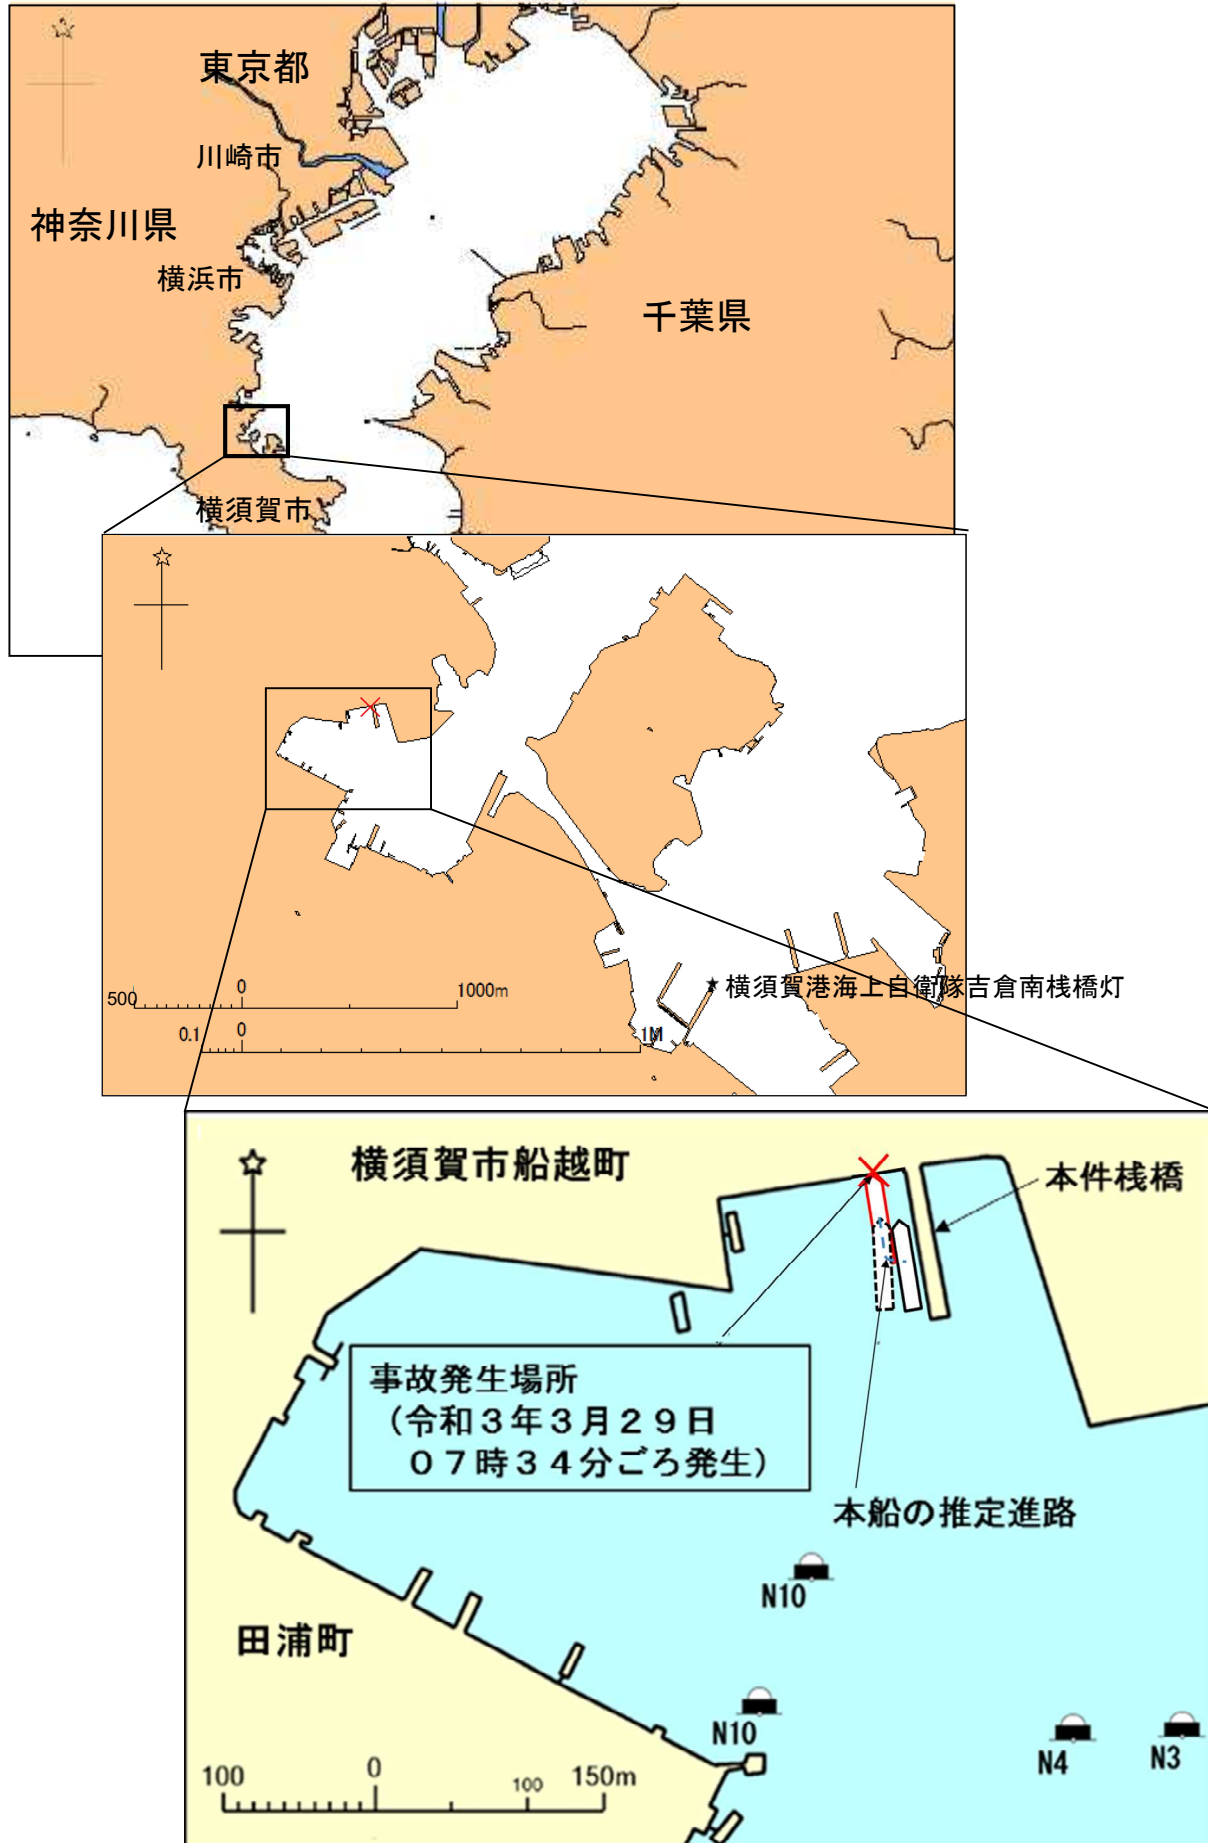 東京都
川崎市
神奈川県
横浜市
千葉県
横須賀市
横須賀港海上自衛隊吉倉南桟橋灯
500 0 1000m
0.1 0 1M
横須賀市船越町
本件桟橋
事故発生場所
（令和３年３月２９日
０７時３４分ごろ発生）
本船の推定進路
N10
田浦町
N10
N4
N3
100 0 100 150m